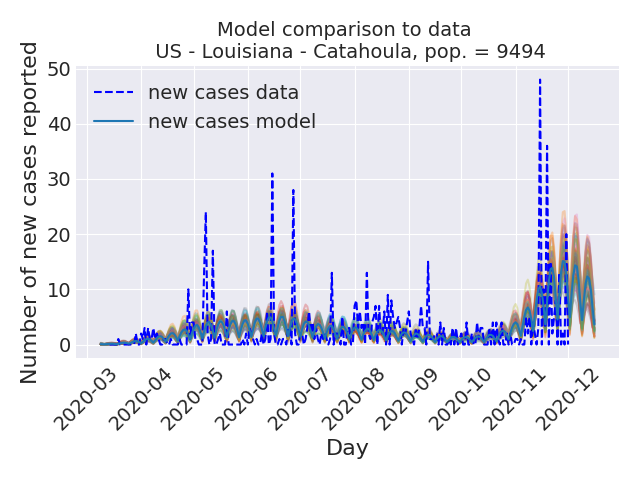 Model comparison to data
US - Louisiana - Catahoula, pop. = 9494
Number of new cases reported
50
40
30
20
10
0
new cases data
new cases model
2020-03
2020-04
2020-05
2020-06
2020-07
2020-08
2020-09
2020-10
2020-11
2020-12
Day